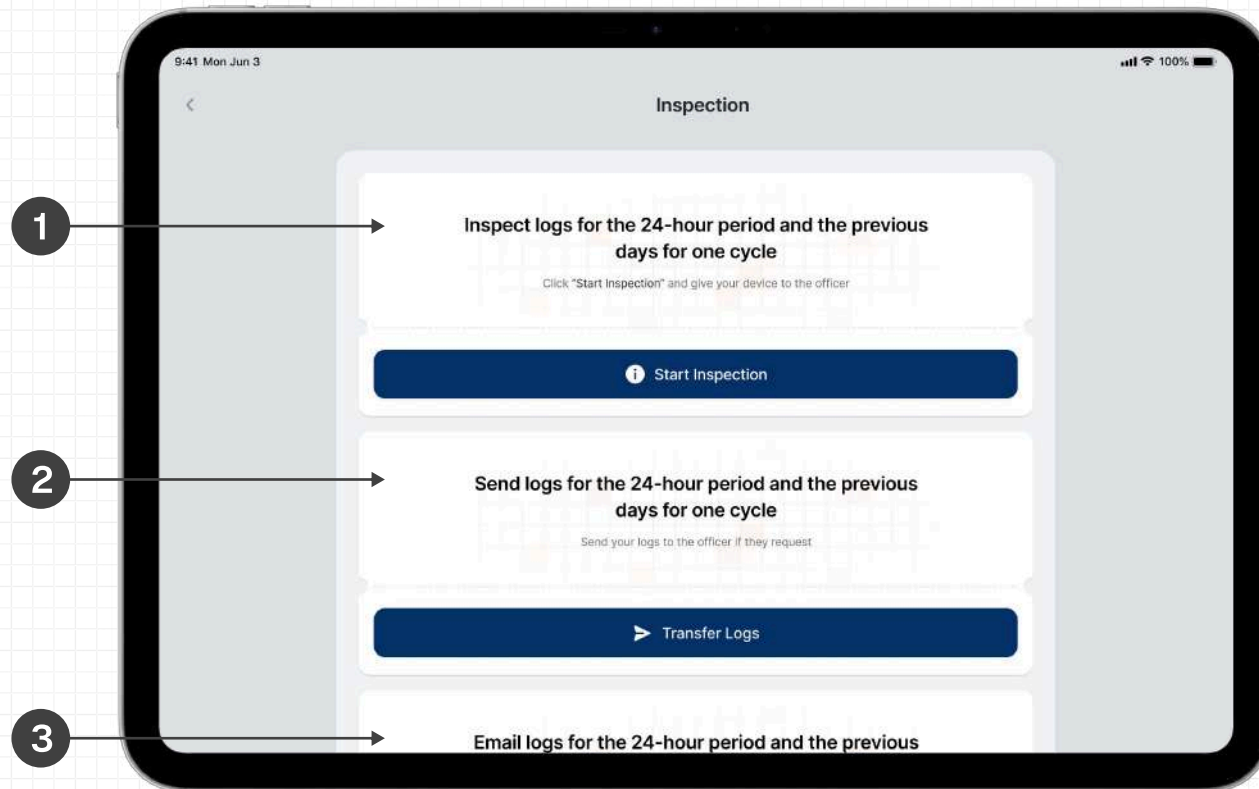 9:41 Mon Jun 3
100%
Inspection
1
Inspect logs for the 24-hour period and the previous
days for one cycle
Click "Start Inspection" and give your device to the officer
Start Inspection
2
Send logs for the 24-hour period and the previous
days for one cycle
Send your logs to the officer if they request
Transfer Logs
3
Email logs for the 24-hour period and the previous